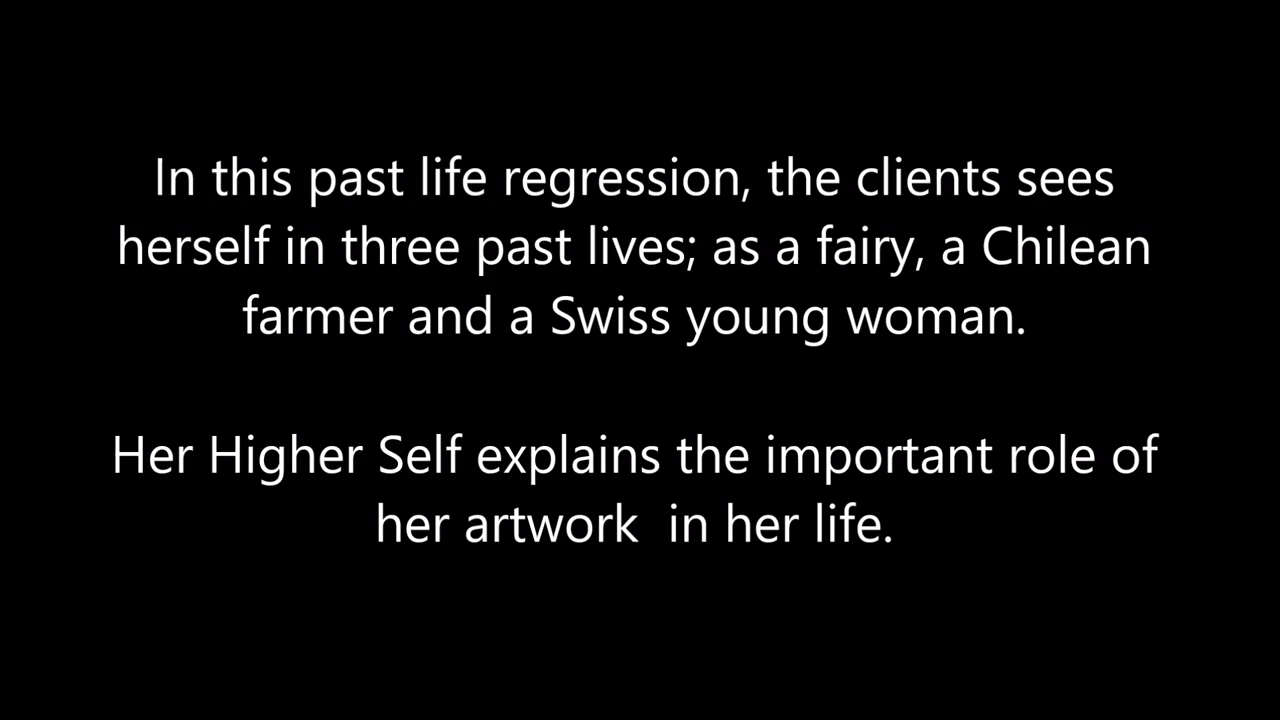 In this past life regression, the clients sees
herself in three past lives; as a fairy, a Chilean
farmer and a Swiss young woman.
Her Higher Self explains the important role of
her artwork  in her life.